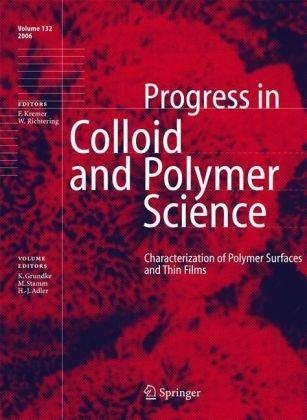 Volume 132
2006
EDITORS
F. Kremer
W. Richtering
Progress in
Colloid
and Polymer
Science
Characterization of Polymer Surfaces
and Thin Films
VOLUME
EDITORS
K. Grundke
M. Stamm
H.-J. Adler
Springer